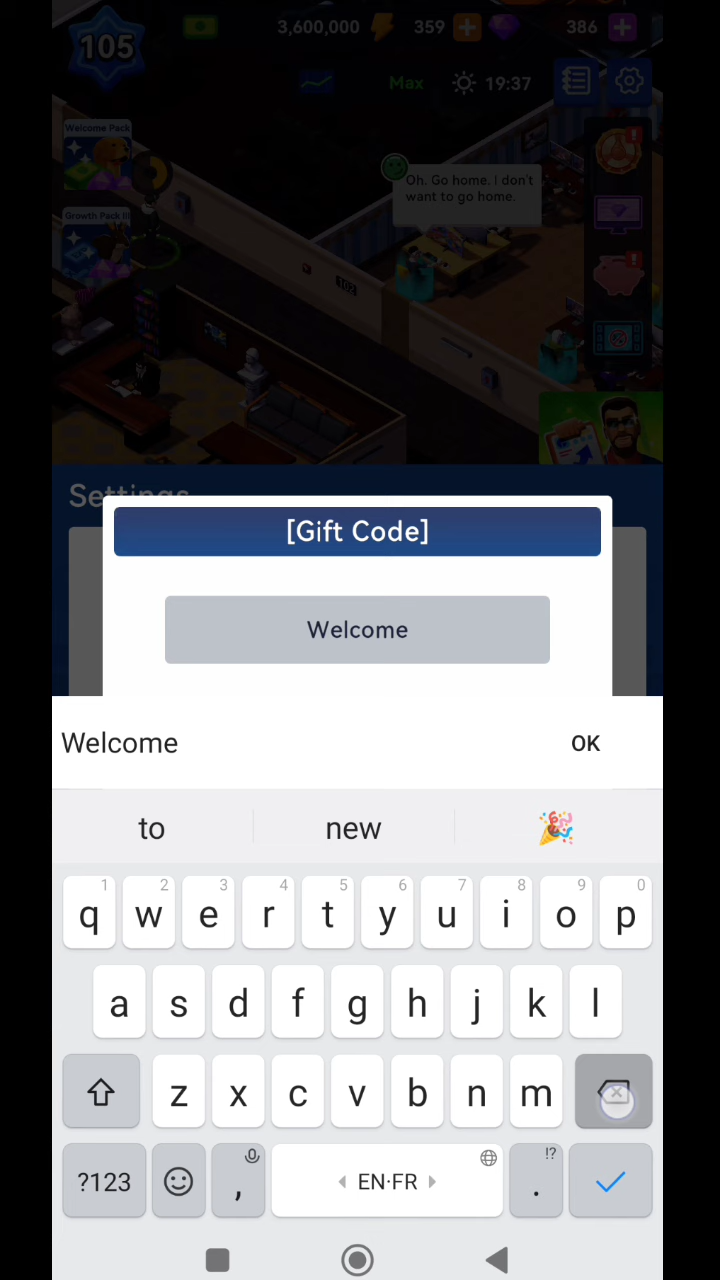 105
3,600,000
359
386
Max
19:37
Welcome Pack
Growth Pack III
Oh. Go home. I don't
want to go home.
102
Settings
[Gift Code]
Welcome
Welcome
OK
to
new
1 2 3 4 5 6 7 8 9 0
q w e r t y u i o p
a s d f g h j k l
z x c v b n m
!?
?123
,
EN·FR
.